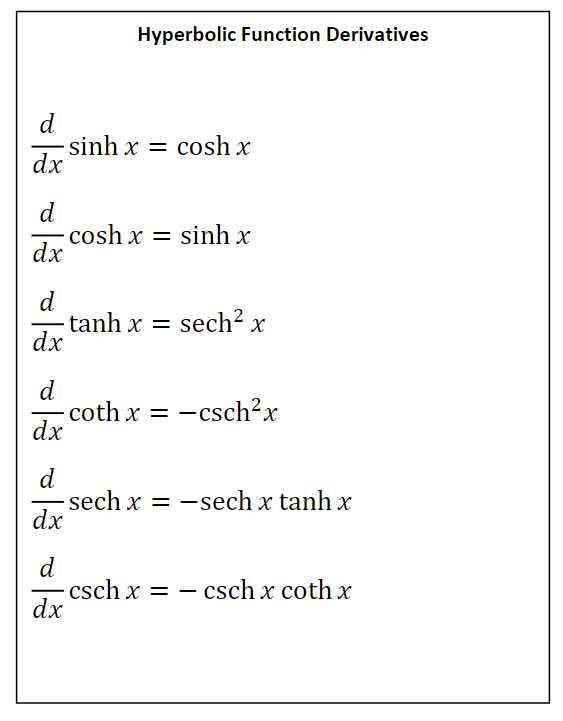 Hyperbolic Function Derivatives
d/dx sinh x = cosh x
d/dx cosh x = sinh x
d/dx tanh x = sech² x
d/dx coth x = −csch²x
d/dx sech x = −sech x tanh x
d/dx csch x = − csch x coth x